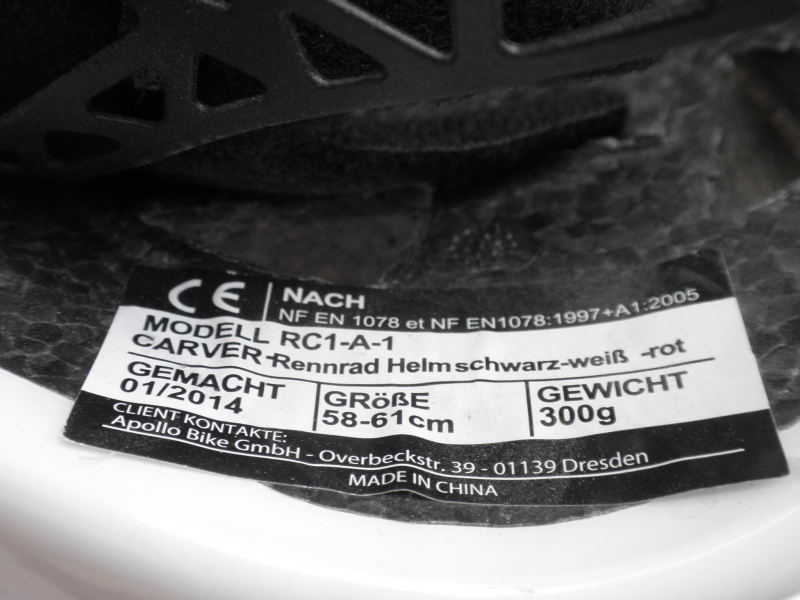 CE NACH
NF EN 1078 et NF EN1078:1997+A1:2005
MODELL RC1-A-1
CARVER-Rennrad Helm schwarz-weiß -rot
GEMACHT
01/2014
GRÖßE
58-61cm
GEWICHT
300g
CLIENT KONTAKTE:
Apollo Bike GmbH - Overbeckstr. 39 - 01139 Dresden
MADE IN CHINA